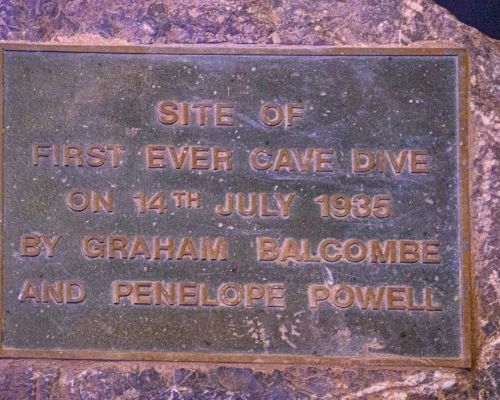 SITE OF
FIRST EVER CAVE DIVE
ON 14TH JULY 1935
BY GRAHAM BALCOMBE
AND PENELOPE POWELL